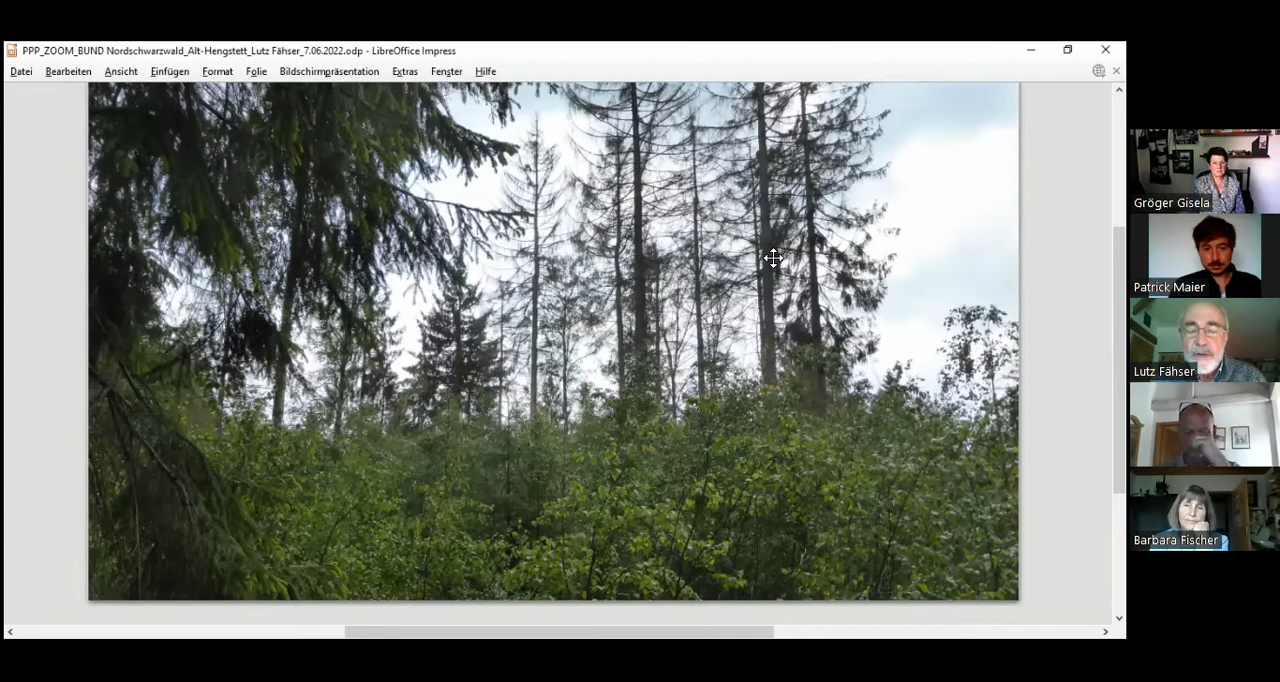 PPP_ZOOM_BUND Nordschwarzwald_Alt-Hengstett_Lutz Fähser_7.06.2022.odp - LibreOffice Impress
Datei Bearbeiten Ansicht Einfügen Format Folie Bildschirmpräsentation Extras Fenster Hilfe
Gröger Gisela
Patrick Maier
Lutz Fähser
Barbara Fischer